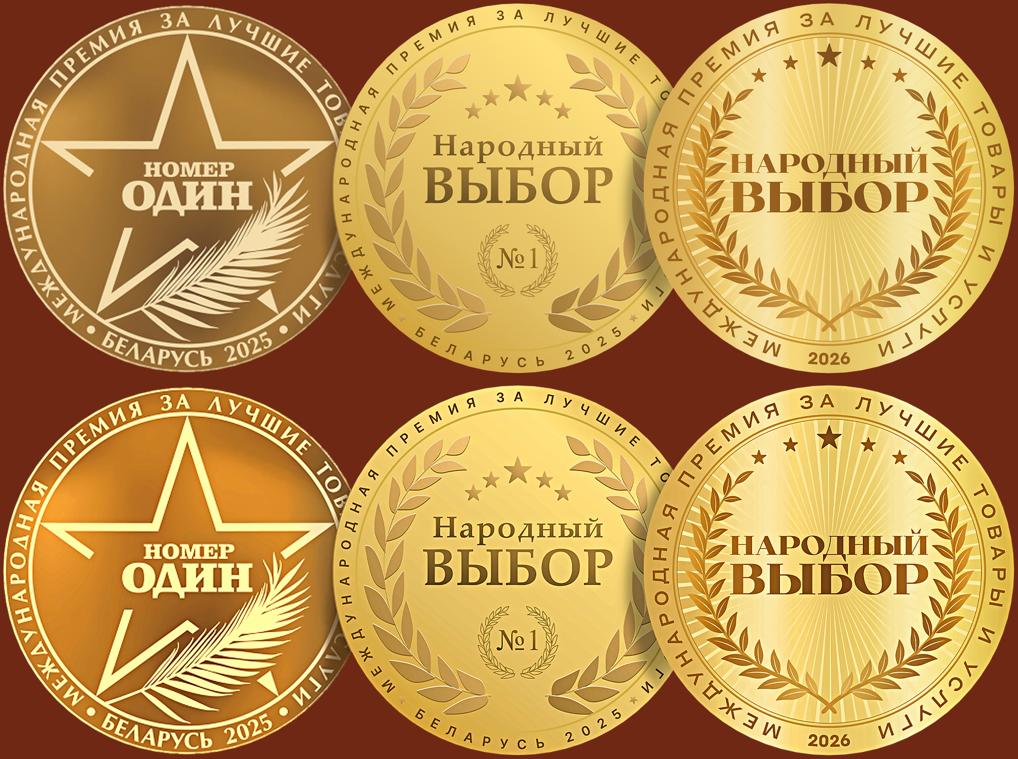 МЕЖДУНАРОДНАЯ ПРЕМИЯ ЗА ЛУЧШИЕ
НОМЕР
ОДИН
• БЕЛАРУСЬ 2025 •
МЕЖДУНАРОДНАЯ ПРЕМИЯ ЗА ЛУЧШИЕ
Народный
ВЫБОР
№1
БЕЛАРУСЬ 2025
МЕЖДУНАРОДНАЯ ПРЕМИЯ ЗА ЛУЧШИЕ ТОВАРЫ И УСЛУГИ
НАРОДНЫЙ
ВЫБОР
2026
МЕЖДУНАРОДНАЯ ПРЕМИЯ ЗА ЛУЧШИЕ
НОМЕР
ОДИН
• БЕЛАРУСЬ 2025 •
МЕЖДУНАРОДНАЯ ПРЕМИЯ ЗА ЛУЧШИЕ
Народный
ВЫБОР
№1
БЕЛАРУСЬ 2025
МЕЖДУНАРОДНАЯ ПРЕМИЯ ЗА ЛУЧШИЕ ТОВАРЫ И УСЛУГИ
НАРОДНЫЙ
ВЫБОР
2026